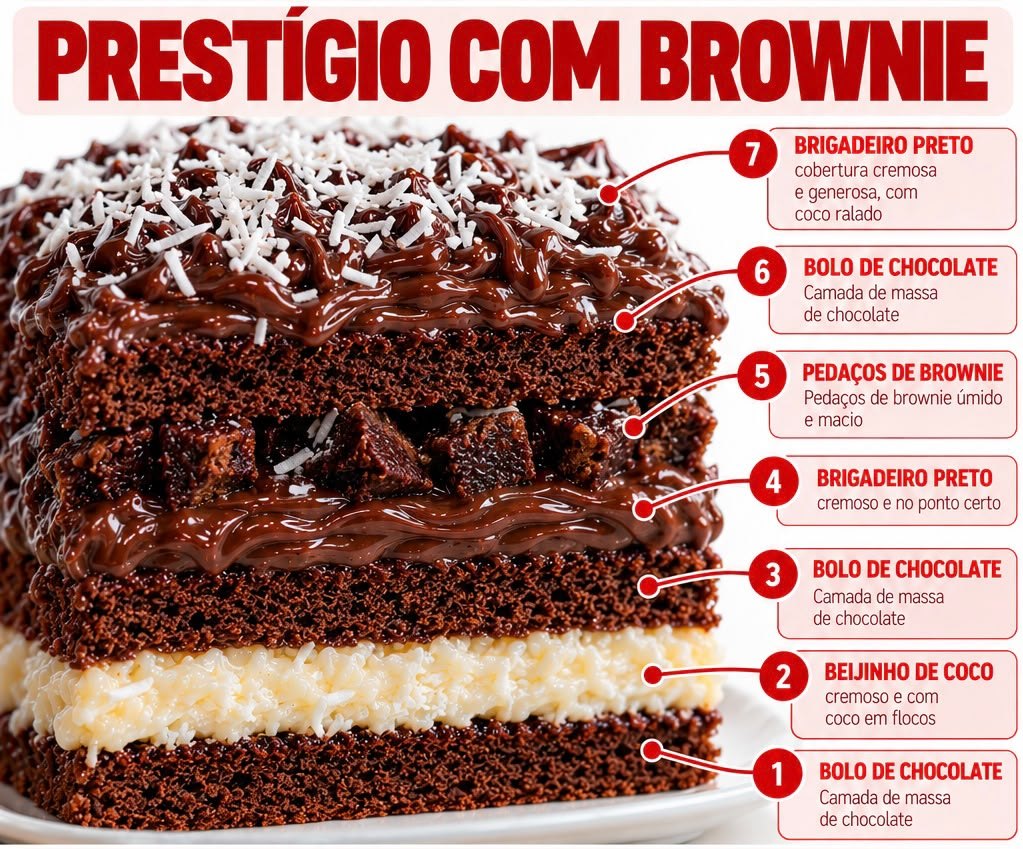 PRESTÍGIO COM BROWNIE
7
BRIGADEIRO PRETO
cobertura cremosa
e generosa, com
coco ralado
6
BOLO DE CHOCOLATE
Camada de massa
de chocolate
5
PEDAÇOS DE BROWNIE
Pedaços de brownie úmido
e macio
4
BRIGADEIRO PRETO
cremoso e no ponto certo
3
BOLO DE CHOCOLATE
Camada de massa
de chocolate
2
BEIJINHO DE COCO
cremoso e com
coco em flocos
1
BOLO DE CHOCOLATE
Camada de massa
de chocolate